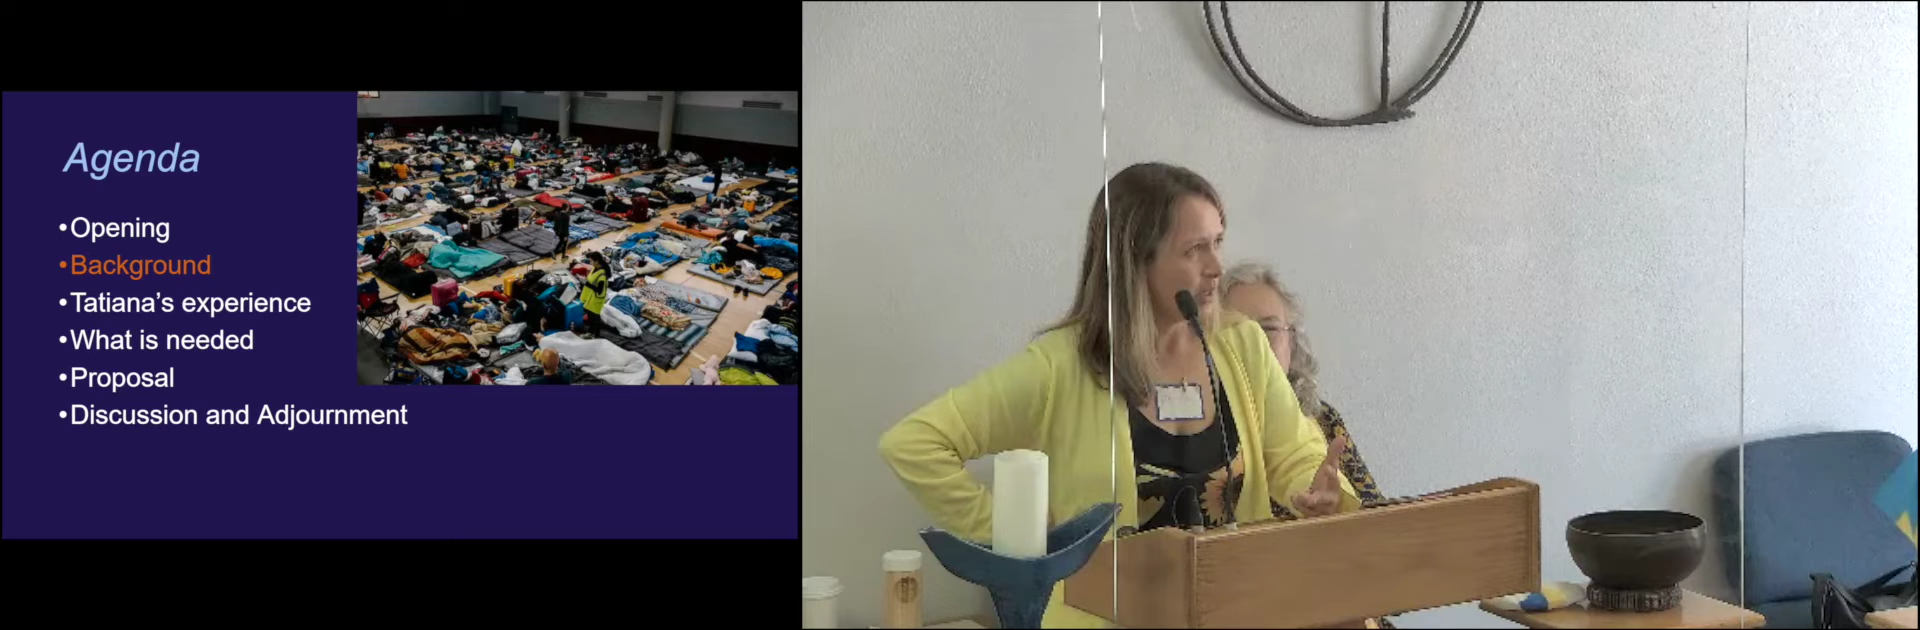 Agenda
•Opening
•Background
•Tatiana’s experience
•What is needed
•Proposal
•Discussion and Adjournment